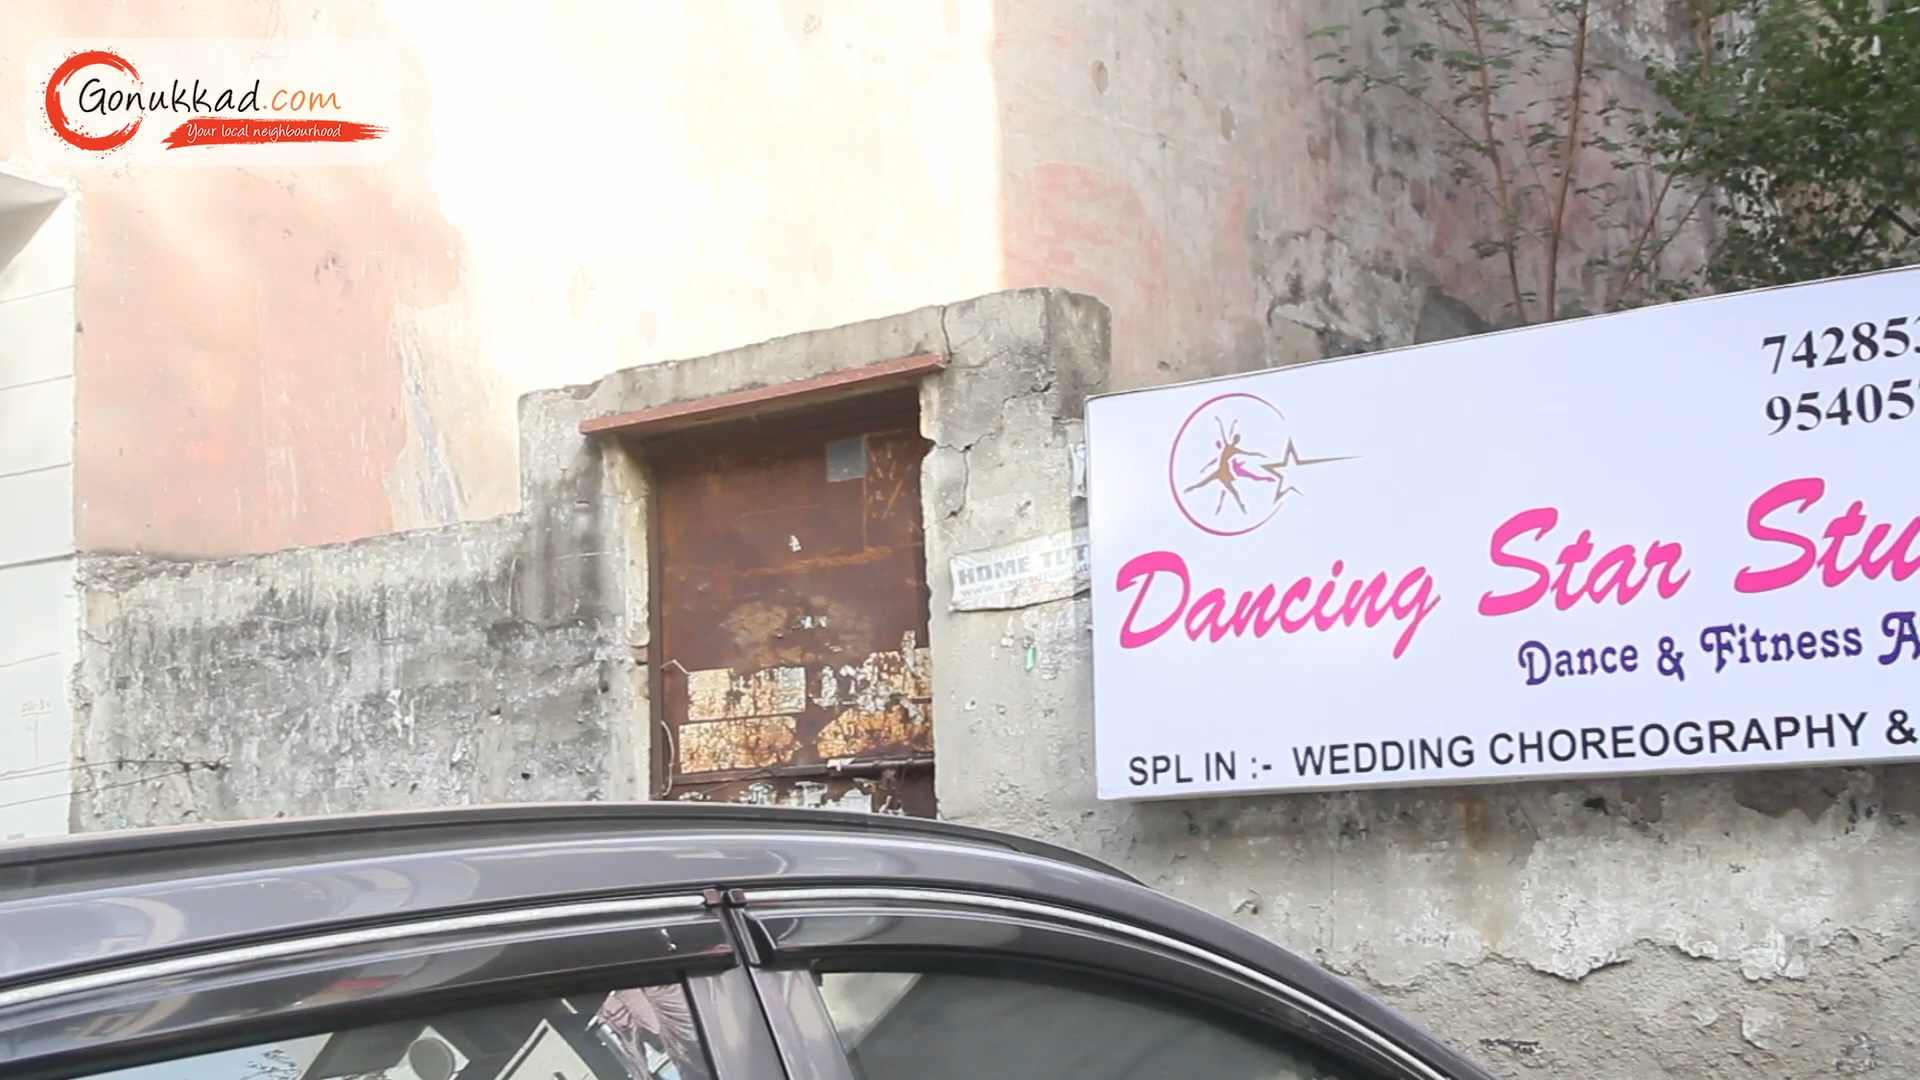 Gonukkad.com
Your local neighbourhood
74285
95405
Dancing Star Stu
Dance & Fitness A
SPL IN :- WEDDING CHOREOGRAPHY &
HOME TUT